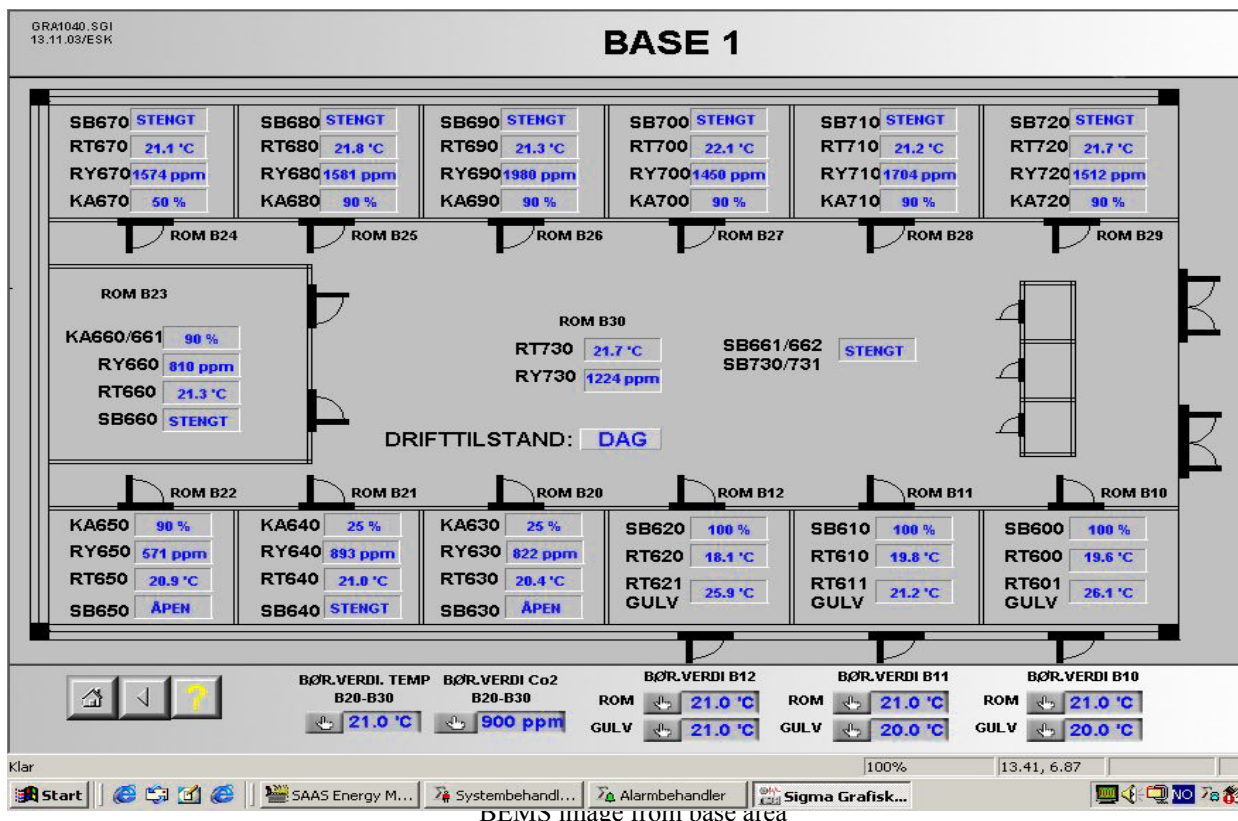 GRA1040.SGI
13.11.03/ESK
BASE 1
SB670 STENGT
RT670 21.1 °C
RY670 1574 ppm
KA670 50 %
SB680 STENGT
RT680 21.8 °C
RY680 1581 ppm
KA680 90 %
SB690 STENGT
RT690 21.3 °C
RY690 1980 ppm
KA690 90 %
SB700 STENGT
RT700 22.1 °C
RY700 1450 ppm
KA700 90 %
SB710 STENGT
RT710 21.2 °C
RY710 1704 ppm
KA710 90 %
SB720 STENGT
RT720 21.7 °C
RY720 1512 ppm
KA720 90 %
ROM B24
ROM B25
ROM B26
ROM B27
ROM B28
ROM B29
ROM B23
KA660/661 90 %
RY660 810 ppm
RT660 21.3 °C
SB660 STENGT
ROM B30
RT730 21.7 °C
RY730 1224 ppm
SB661/662
SB730/731
STENGT
DRIFTTILSTAND: DAG
ROM B22
ROM B21
ROM B20
ROM B12
ROM B11
ROM B10
KA650 90 %
RY650 571 ppm
RT650 20.9 °C
SB650 ÅPEN
KA640 25 %
RY640 893 ppm
RT640 21.0 °C
SB640 STENGT
KA630 25 %
RY630 822 ppm
RT630 20.4 °C
SB630 ÅPEN
SB620 100 %
RT620 18.1 °C
RT621
GULV
25.9 °C
SB610 100 %
RT610 19.8 °C
RT611
GULV
21.2 °C
SB600 100 %
RT600 19.6 °C
RT601
GULV
26.1 °C
BØR.VERDI. TEMP
B20-B30
21.0 °C
BØR.VERDI Co2
B20-B30
900 ppm
BØR.VERDI B12
ROM 21.0 °C
GULV 21.0 °C
BØR.VERDI B11
ROM 21.0 °C
GULV 20.0 °C
BØR.VERDI B10
ROM 21.0 °C
GULV 20.0 °C
?
Klar
100%
13.41, 6.87
Start
SAAS Energy M...
Systembehandl...
Alarmbehandler
Sigma Grafisk...
NO
BEMS image from base area